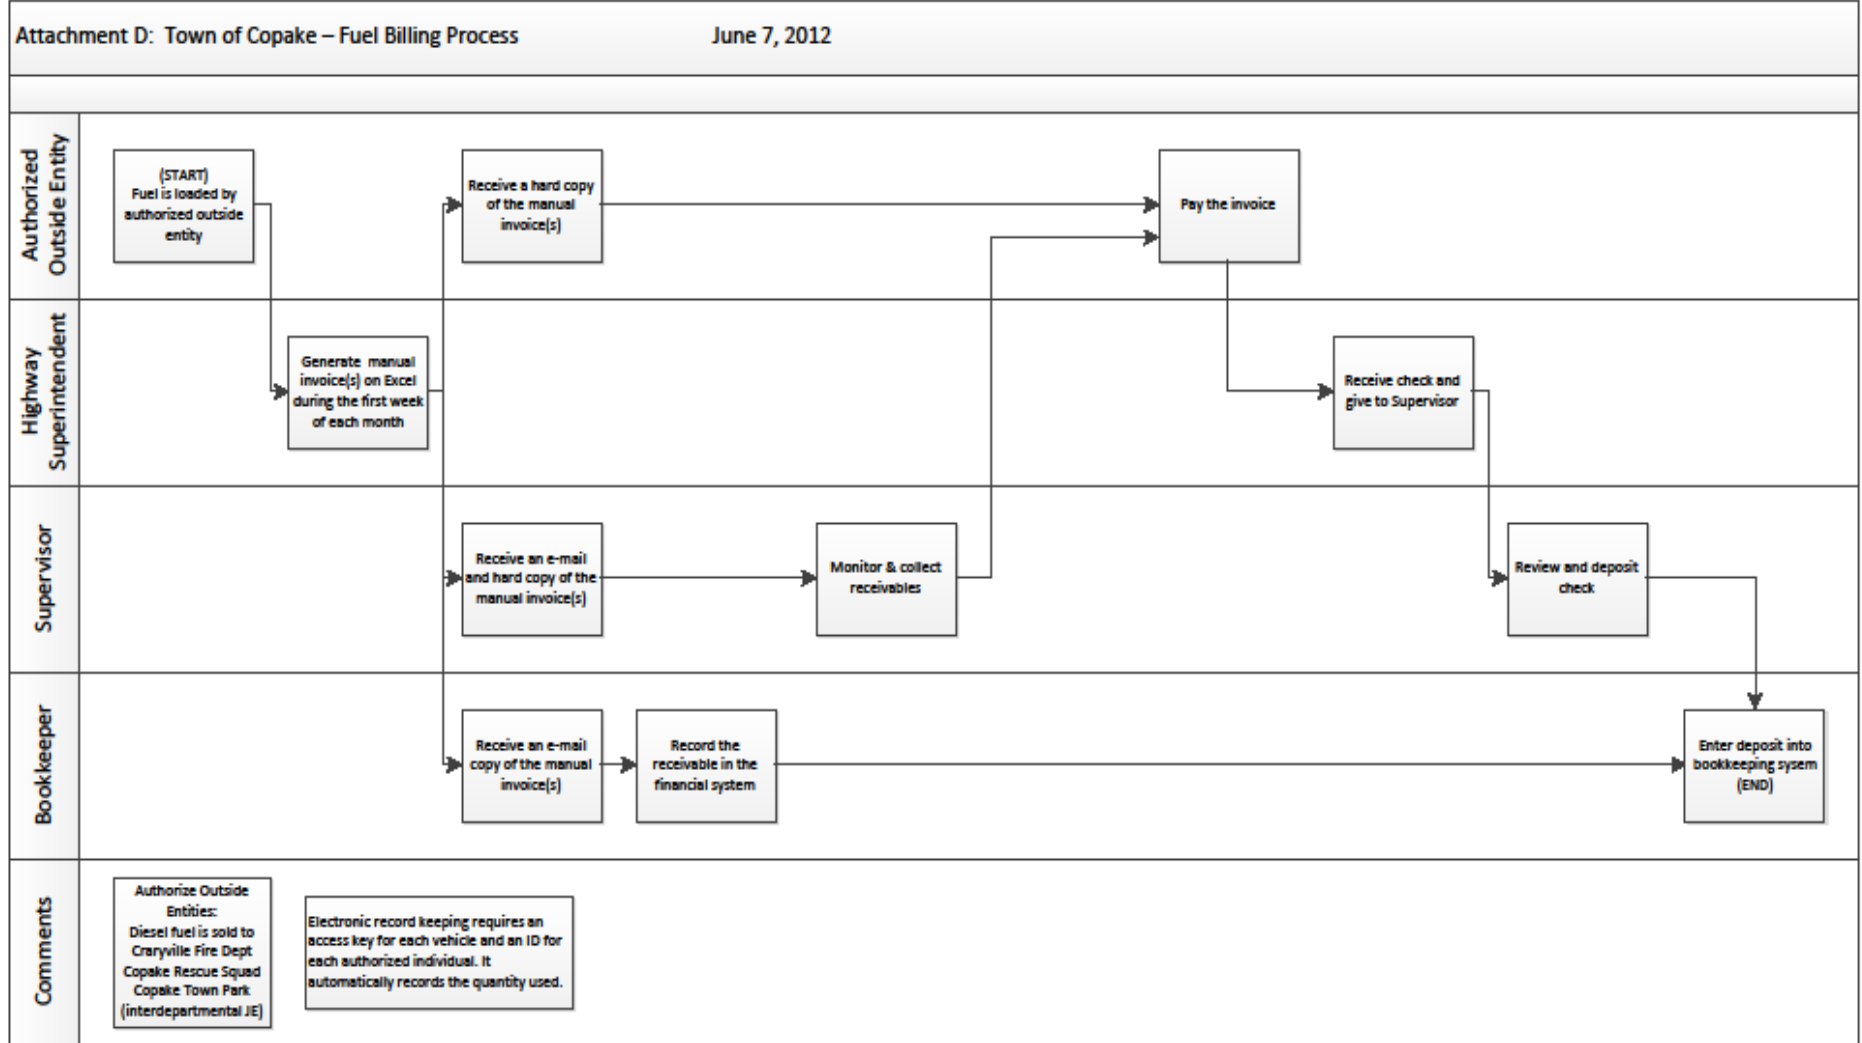 Attachment D: Town of Copake – Fuel Billing Process
June 7, 2012
Authorized
Outside Entity
(START)
Fuel is loaded by
authorized outside
entity
Receive a hard copy
of the manual
invoice(s)
Pay the invoice
Highway
Superintendent
Generate manual
invoice(s) on Excel
during the first week
of each month
Receive check and
give to Supervisor
Supervisor
Receive an e-mail
and hard copy of the
manual invoice(s)
Monitor & collect
receivables
Review and deposit
check
Bookkeeper
Receive an e-mail
copy of the manual
invoice(s)
Record the
receivable in the
financial system
Enter deposit into
bookkeeping sysem
(END)
Comments
Authorize Outside
Entities:
Diesel fuel is sold to
Craryville Fire Dept
Copake Rescue Squad
Copake Town Park
(interdepartmental JE)
Electronic record keeping requires an
access key for each vehicle and an ID for
each authorized individual. It
automatically records the quantity used.